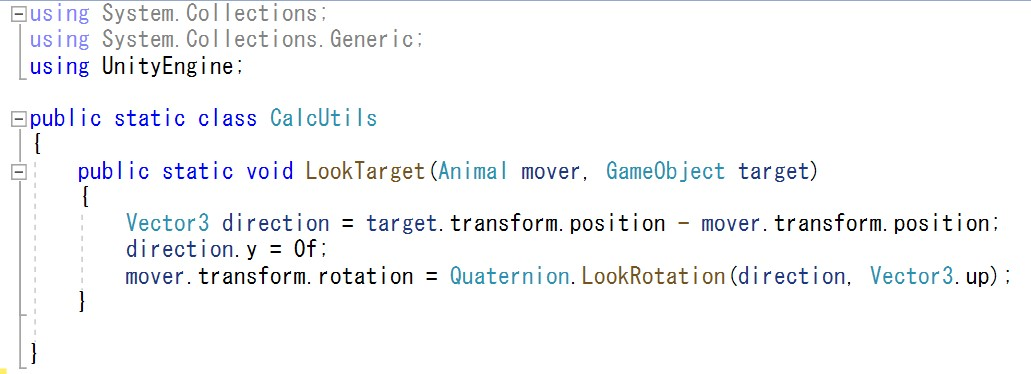 using System.Collections;
using System.Collections.Generic;
using UnityEngine;
public static class CalcUtils
{
public static void LookTarget(Animal mover, GameObject target)
{
Vector3 direction = target.transform.position - mover.transform.position;
direction.y = 0f;
mover.transform.rotation = Quaternion.LookRotation(direction, Vector3.up);
}
}